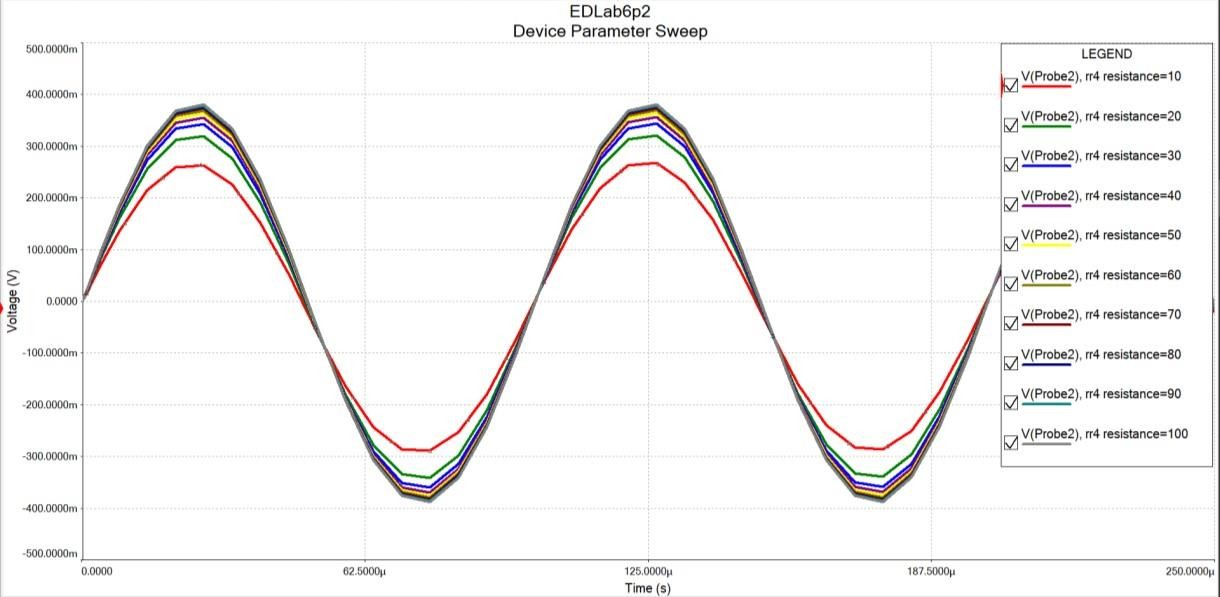 EDLab6p2
Device Parameter Sweep
500.0000m
400.0000m
300.0000m
200.0000m
100.0000m
0.0000
-100.0000m
-200.0000m
-300.0000m
-400.0000m
-500.0000m
Voltage (V)
0.0000
62.5000µ
125.0000µ
187.5000µ
250.0000µ
Time (s)
LEGEND
V(Probe2), rr4 resistance=10
V(Probe2), rr4 resistance=20
V(Probe2), rr4 resistance=30
V(Probe2), rr4 resistance=40
V(Probe2), rr4 resistance=50
V(Probe2), rr4 resistance=60
V(Probe2), rr4 resistance=70
V(Probe2), rr4 resistance=80
V(Probe2), rr4 resistance=90
V(Probe2), rr4 resistance=100